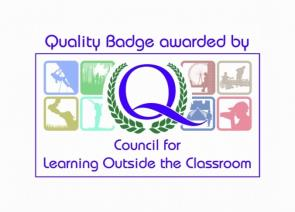 Quality Badge awarded by
Q
Council for
Learning Outside the Classroom